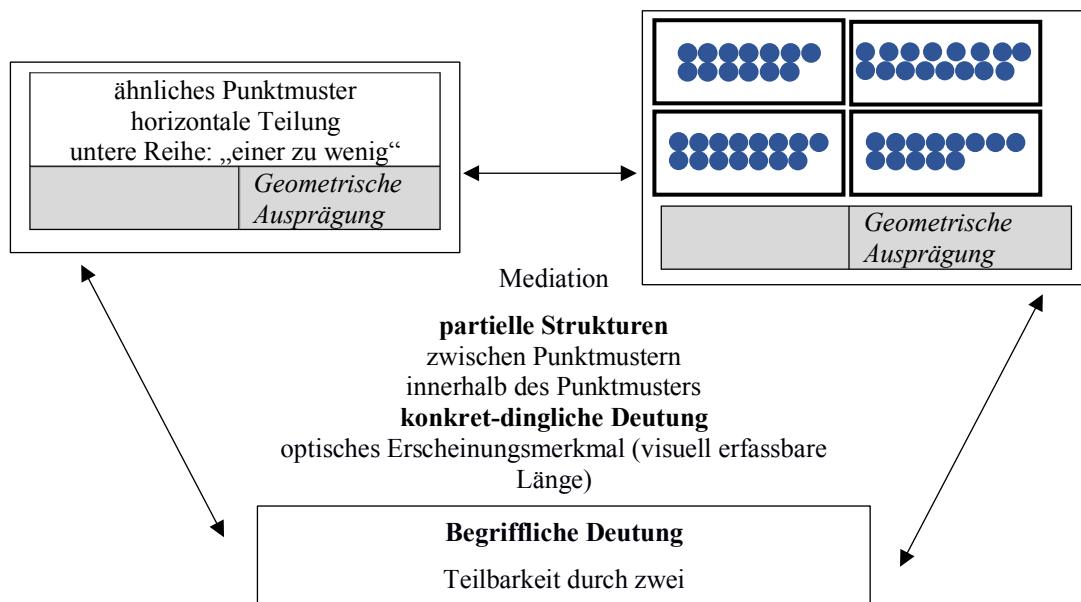 ähnliches Punktmuster
horizontale Teilung
untere Reihe: „einer zu wenig“
Geometrische
Ausprägung
Geometrische
Ausprägung
Mediation
partielle Strukturen
zwischen Punktmustern
innerhalb des Punktmusters
konkret-dingliche Deutung
optisches Erscheinungsmerkmal (visuell erfassbare
Länge)
Begriffliche Deutung
Teilbarkeit durch zwei